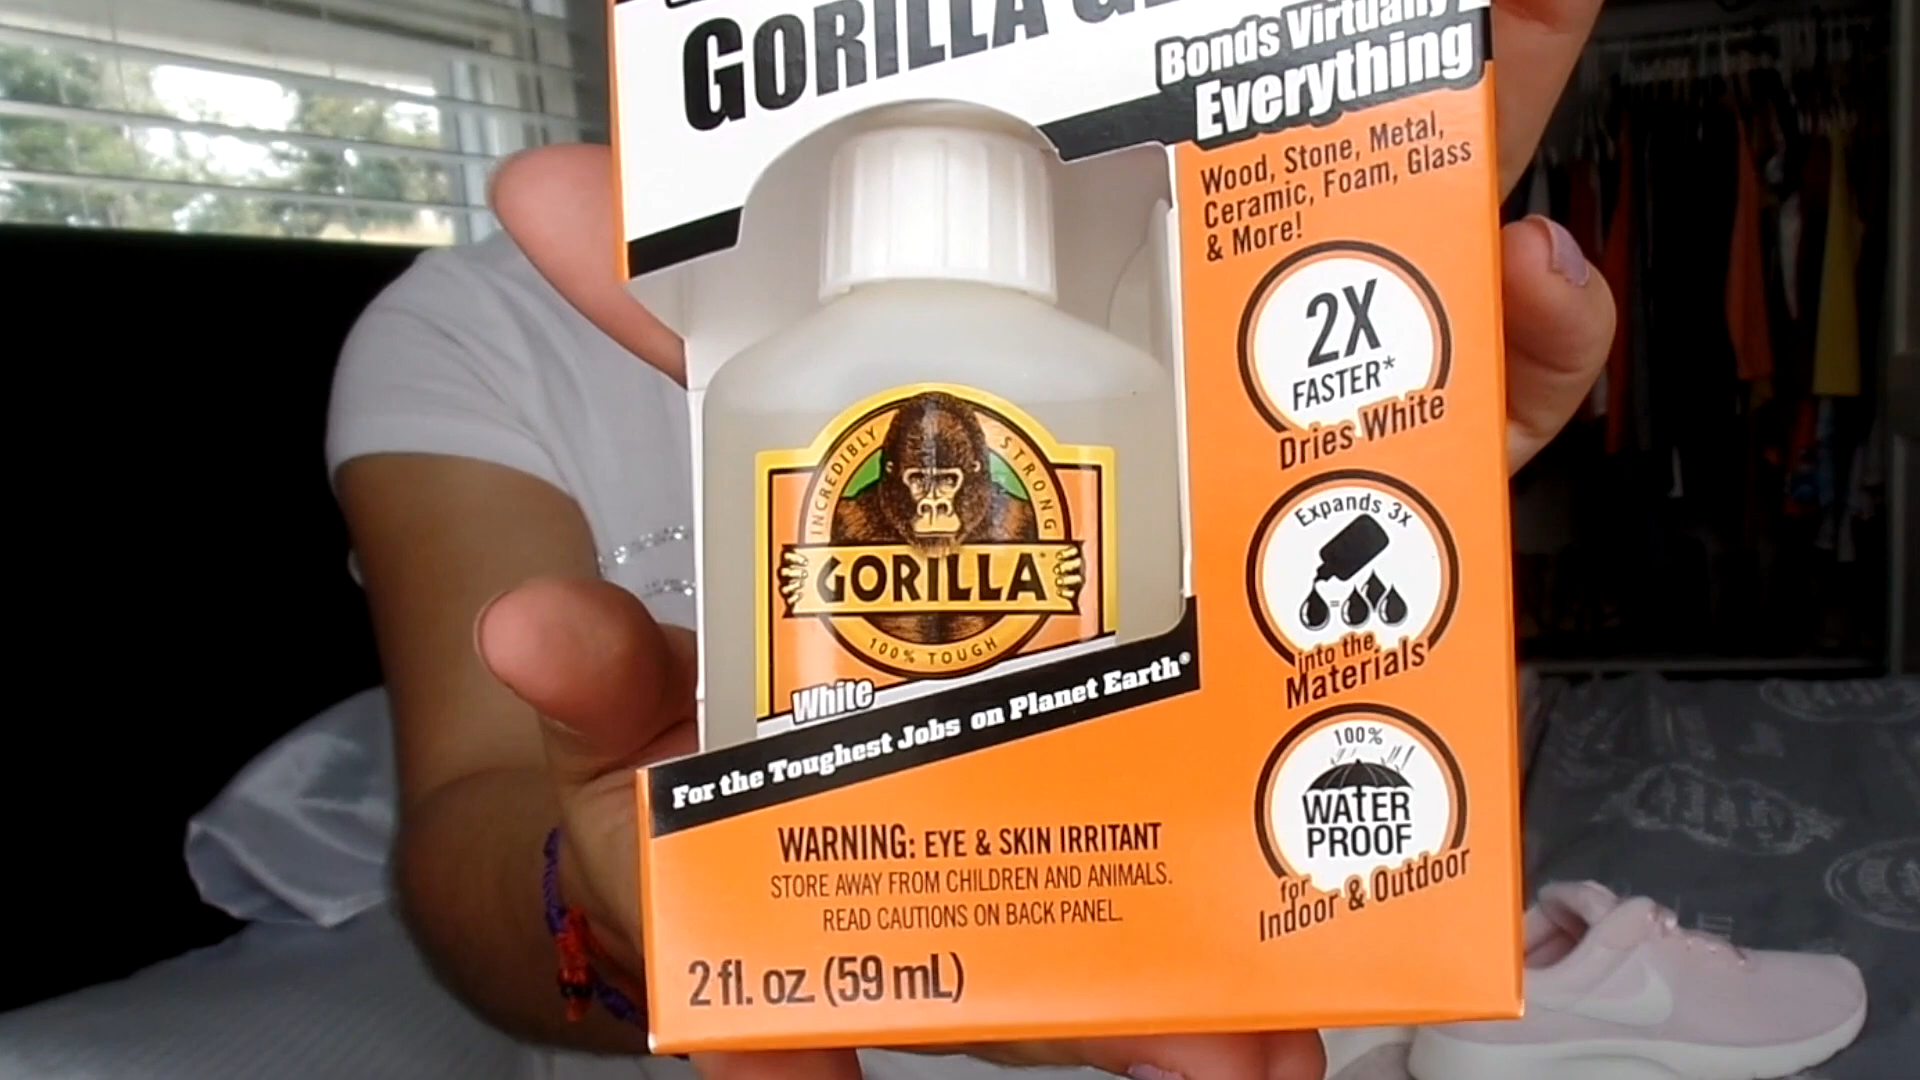 GORILLA
Bonds Virtually
Everything
Wood, Stone, Metal,
Ceramic, Foam, Glass
& More!
2X
FASTER*
Dries White
Expands 3x
into the
Materials
100%
WATER
PROOF
for
Indoor & Outdoor
INCREDIBLY STRONG
GORILLA
100% TOUGH
White
For the Toughest Jobs on Planet Earth®
WARNING: EYE & SKIN IRRITANT
STORE AWAY FROM CHILDREN AND ANIMALS.
READ CAUTIONS ON BACK PANEL.
2 fl. oz. (59 mL)